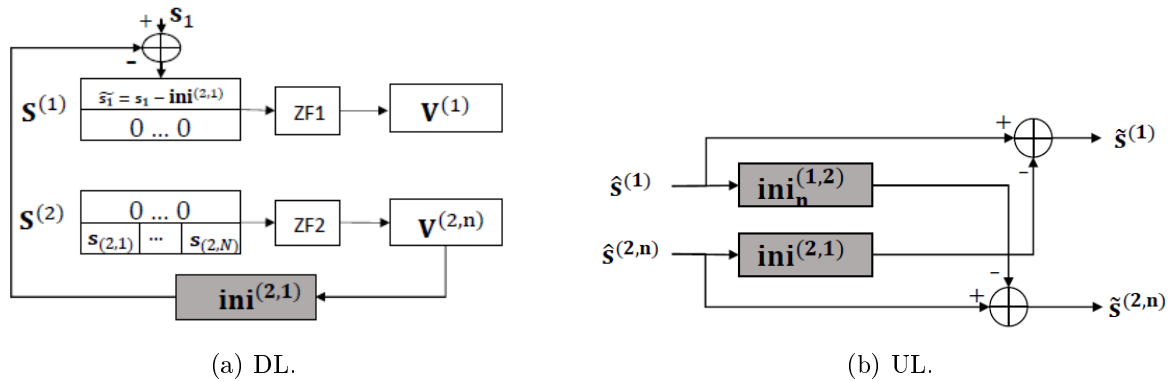 + s₁
-
S⁽¹⁾
s̃₁ = s₁ − ini⁽²,¹⁾
0 ... 0
ZF1
V⁽¹⁾
S⁽²⁾
0 ... 0
s₍₂,₁₎ ... s₍₂,N₎
ZF2
V⁽²,ⁿ⁾
ini⁽²,¹⁾
(a) DL.
+
s̃⁽¹⁾
-
ŝ⁽¹⁾
ini_n⁽¹,²⁾
ŝ⁽²,ⁿ⁾
ini⁽²,¹⁾
-
+
s̃⁽²,ⁿ⁾
(b) UL.